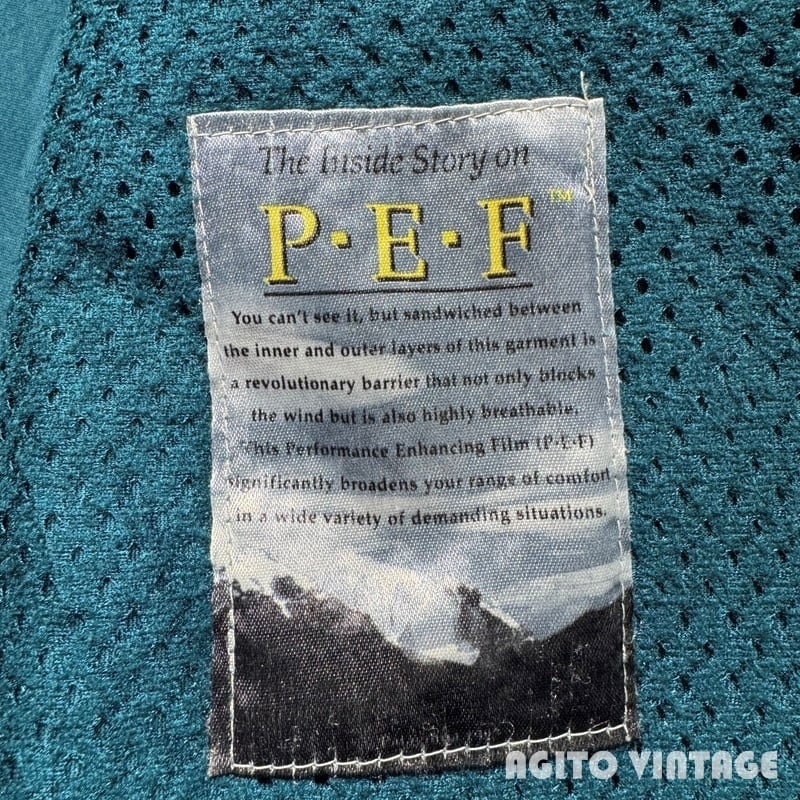 The Inside Story on
P·E·F™
You can't see it, but sandwiched between
the inner and outer layers of this garment is
a revolutionary barrier that not only blocks
the wind but is also highly breathable.
This Performance Enhancing Film (P·E·F)
significantly broadens your range of comfort
in a wide variety of demanding situations.
AGITO VINTAGE